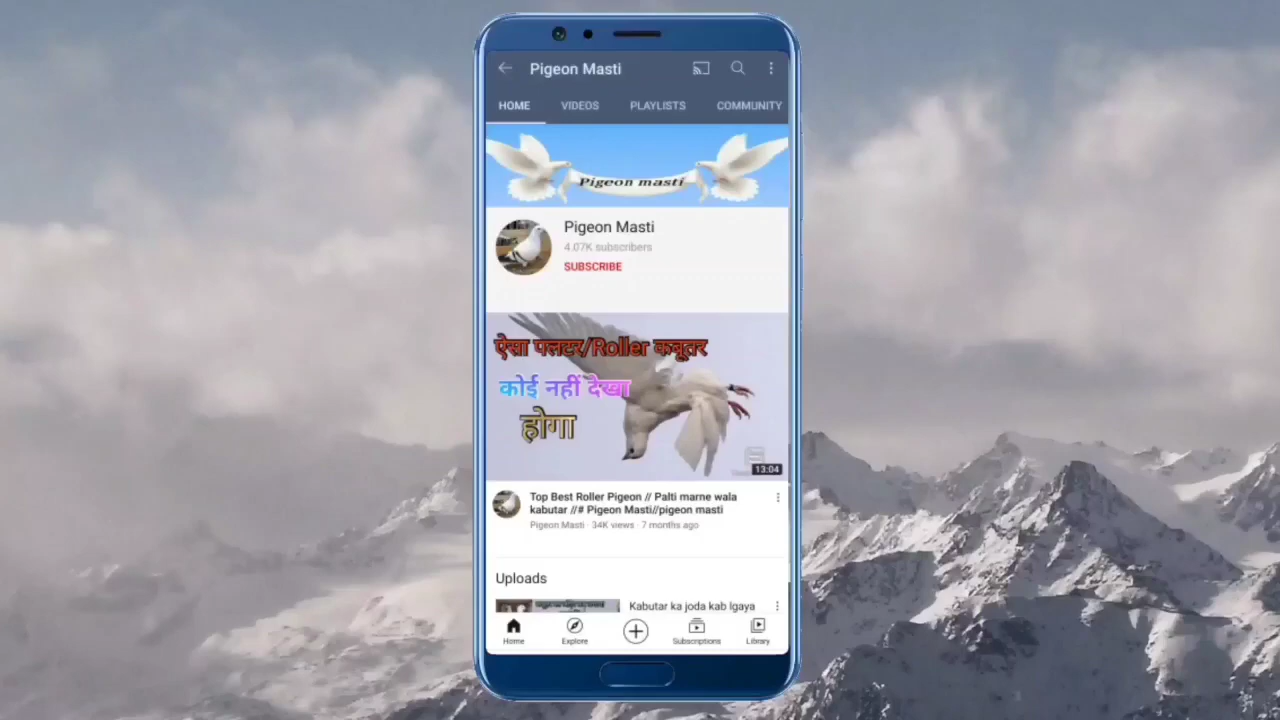 Pigeon Masti
HOME VIDEOS PLAYLISTS COMMUNITY
Pigeon masti
Pigeon Masti
4.07K subscribers
SUBSCRIBE
ऐसा पलटर/Roller कबूतर
कोई नहीं देखा
होगा
13:04
Top Best Roller Pigeon // Palti marne wala
kabutar //# Pigeon Masti//pigeon masti
Pigeon Masti · 34K views · 7 months ago
Uploads
Kabutar ka joda kab lgaya
Home Explore Subscriptions Library